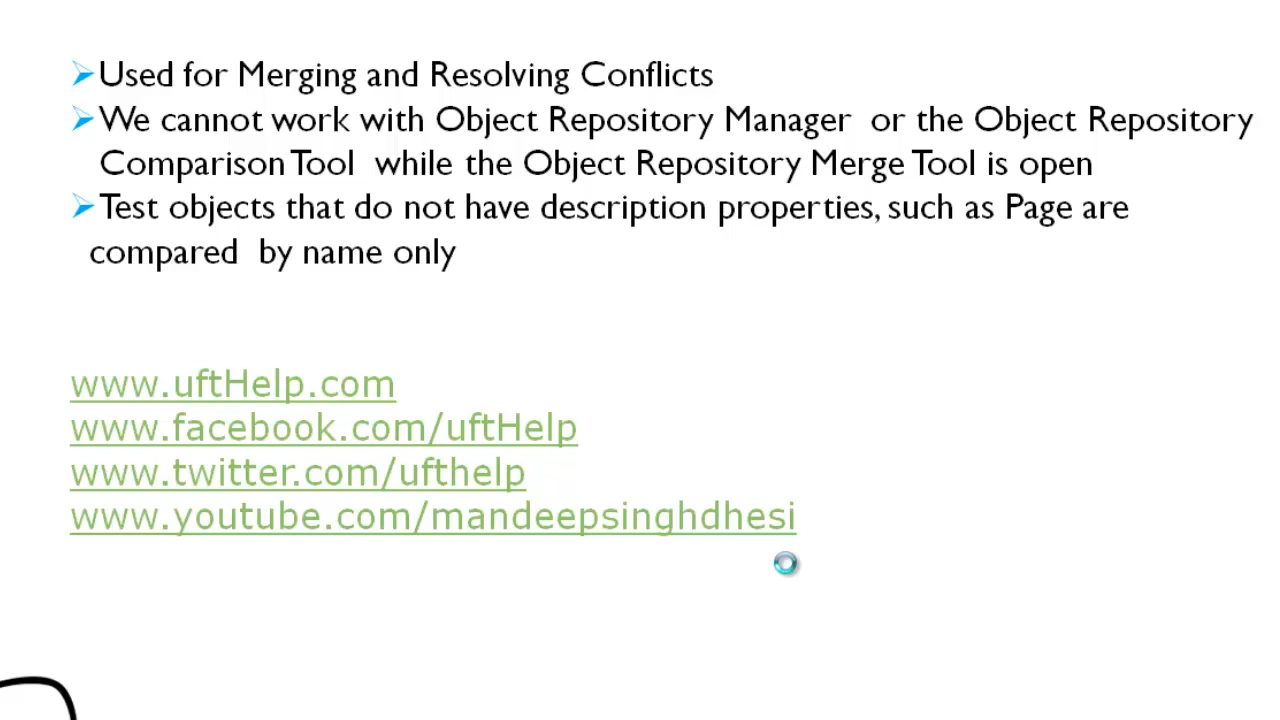 Used for Merging and Resolving Conflicts
We cannot work with Object Repository Manager or the Object Repository
Comparison Tool while the Object Repository Merge Tool is open
Test objects that do not have description properties, such as Page are
compared by name only
www.uftHelp.com
www.facebook.com/uftHelp
www.twitter.com/ufthelp
www.youtube.com/mandeepsinghdhesi